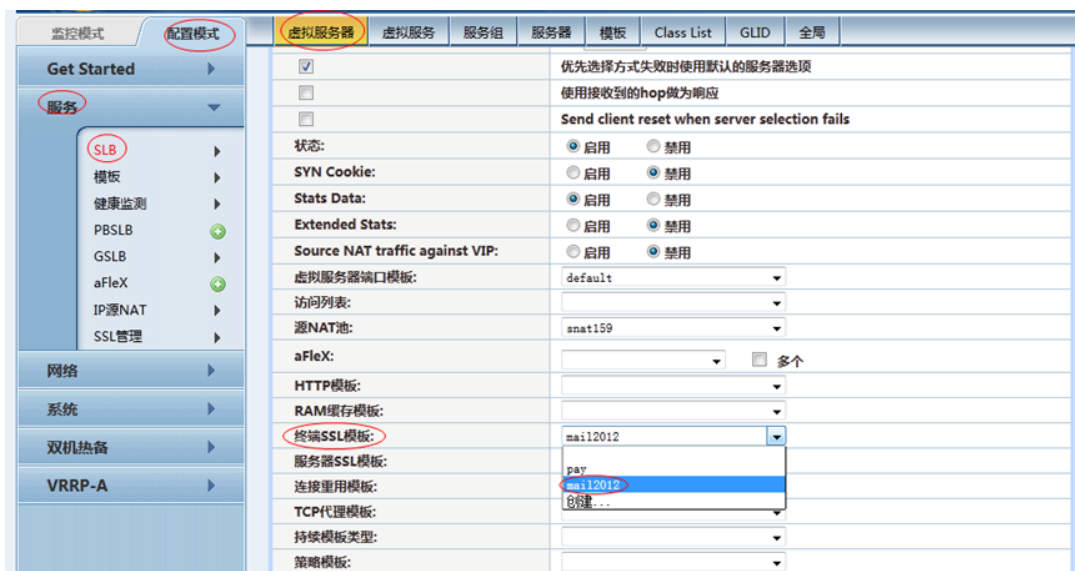 监控模式 配置模式 虚拟服务器 虚拟服务 服务组 服务器 模板 Class List GLID 全局
Get Started
服务
SLB
模板
健康监测
PBSLB
GSLB
aFleX
IP源NAT
SSL管理
网络
系统
双机热备
VRRP-A
优先选择方式失败时使用默认的服务器选项
使用接收到的hop做为响应
Send client reset when server selection fails
状态: 启用 禁用
SYN Cookie: 启用 禁用
Stats Data: 启用 禁用
Extended Stats: 启用 禁用
Source NAT traffic against VIP: 启用 禁用
虚拟服务器端口模板: default
访问列表:
源NAT池: snat159
aFleX: 多个
HTTP模板:
RAM缓存模板:
终端SSL模板: mail2012
服务器SSL模板: pay
连接重用模板: mail2012
TCP代理模板: 创建...
持续模板类型:
策略模板: